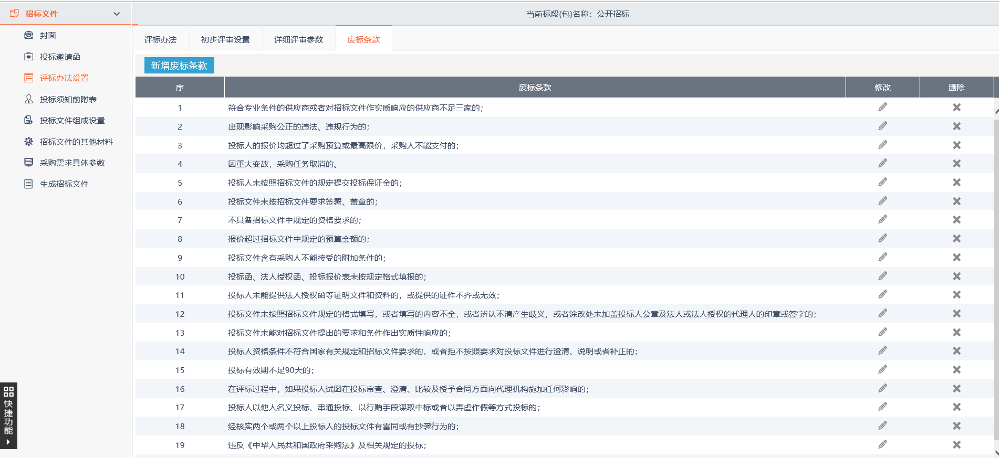 招标文件
当前标段(包)名称：公开招标
封面
投标邀请函
评标办法设置
投标须知前附表
投标文件组成设置
招标文件的其他材料
采购需求具体参数
生成招标文件
快捷功能
评标办法 初步评审设置 详细评审参数 废标条款
新增废标条款
序 废标条款 修改 删除
1 符合专业条件的供应商或者对招标文件作实质响应的供应商不足三家的；
2 出现影响采购公正的违法、违规行为的；
3 投标人的报价均超过了采购预算或最高限价，采购人不能支付的；
4 因重大变故，采购任务取消的。
5 投标人未按照招标文件的规定提交投标保证金的；
6 投标文件未按招标文件要求签署、盖章的；
7 不具备招标文件中规定的资格要求的；
8 报价超过招标文件中规定的预算金额的；
9 投标文件含有采购人不能接受的附加条件的；
10 投标函、法人授权函、投标报价表未按规定格式填报的；
11 投标人未能提供法人授权函等证明文件和资料的，或提供的证件不齐或无效；
12 投标文件未按照招标文件规定的格式填写，或者填写的内容不全，或者辨认不清产生歧义，或者涂改处未加盖投标人公章及法人或法人授权的代理人的印章或签字的；
13 投标文件未能对招标文件提出的要求和条件作出实质性响应的；
14 投标人资格条件不符合国家有关规定和招标文件要求的，或者拒不按照要求对投标文件进行澄清、说明或者补正的；
15 投标有效期不足90天的；
16 在评标过程中，如果投标人试图在投标审查、澄清、比较及授予合同方面向代理机构施加任何影响的；
17 投标人以他人名义投标、串通投标、以行贿手段谋取中标或者以弄虚作假等方式投标的；
18 经核实两个或两个以上投标人的投标文件有雷同或有抄袭行为的；
19 违反《中华人民共和国政府采购法》及相关规定的投标；